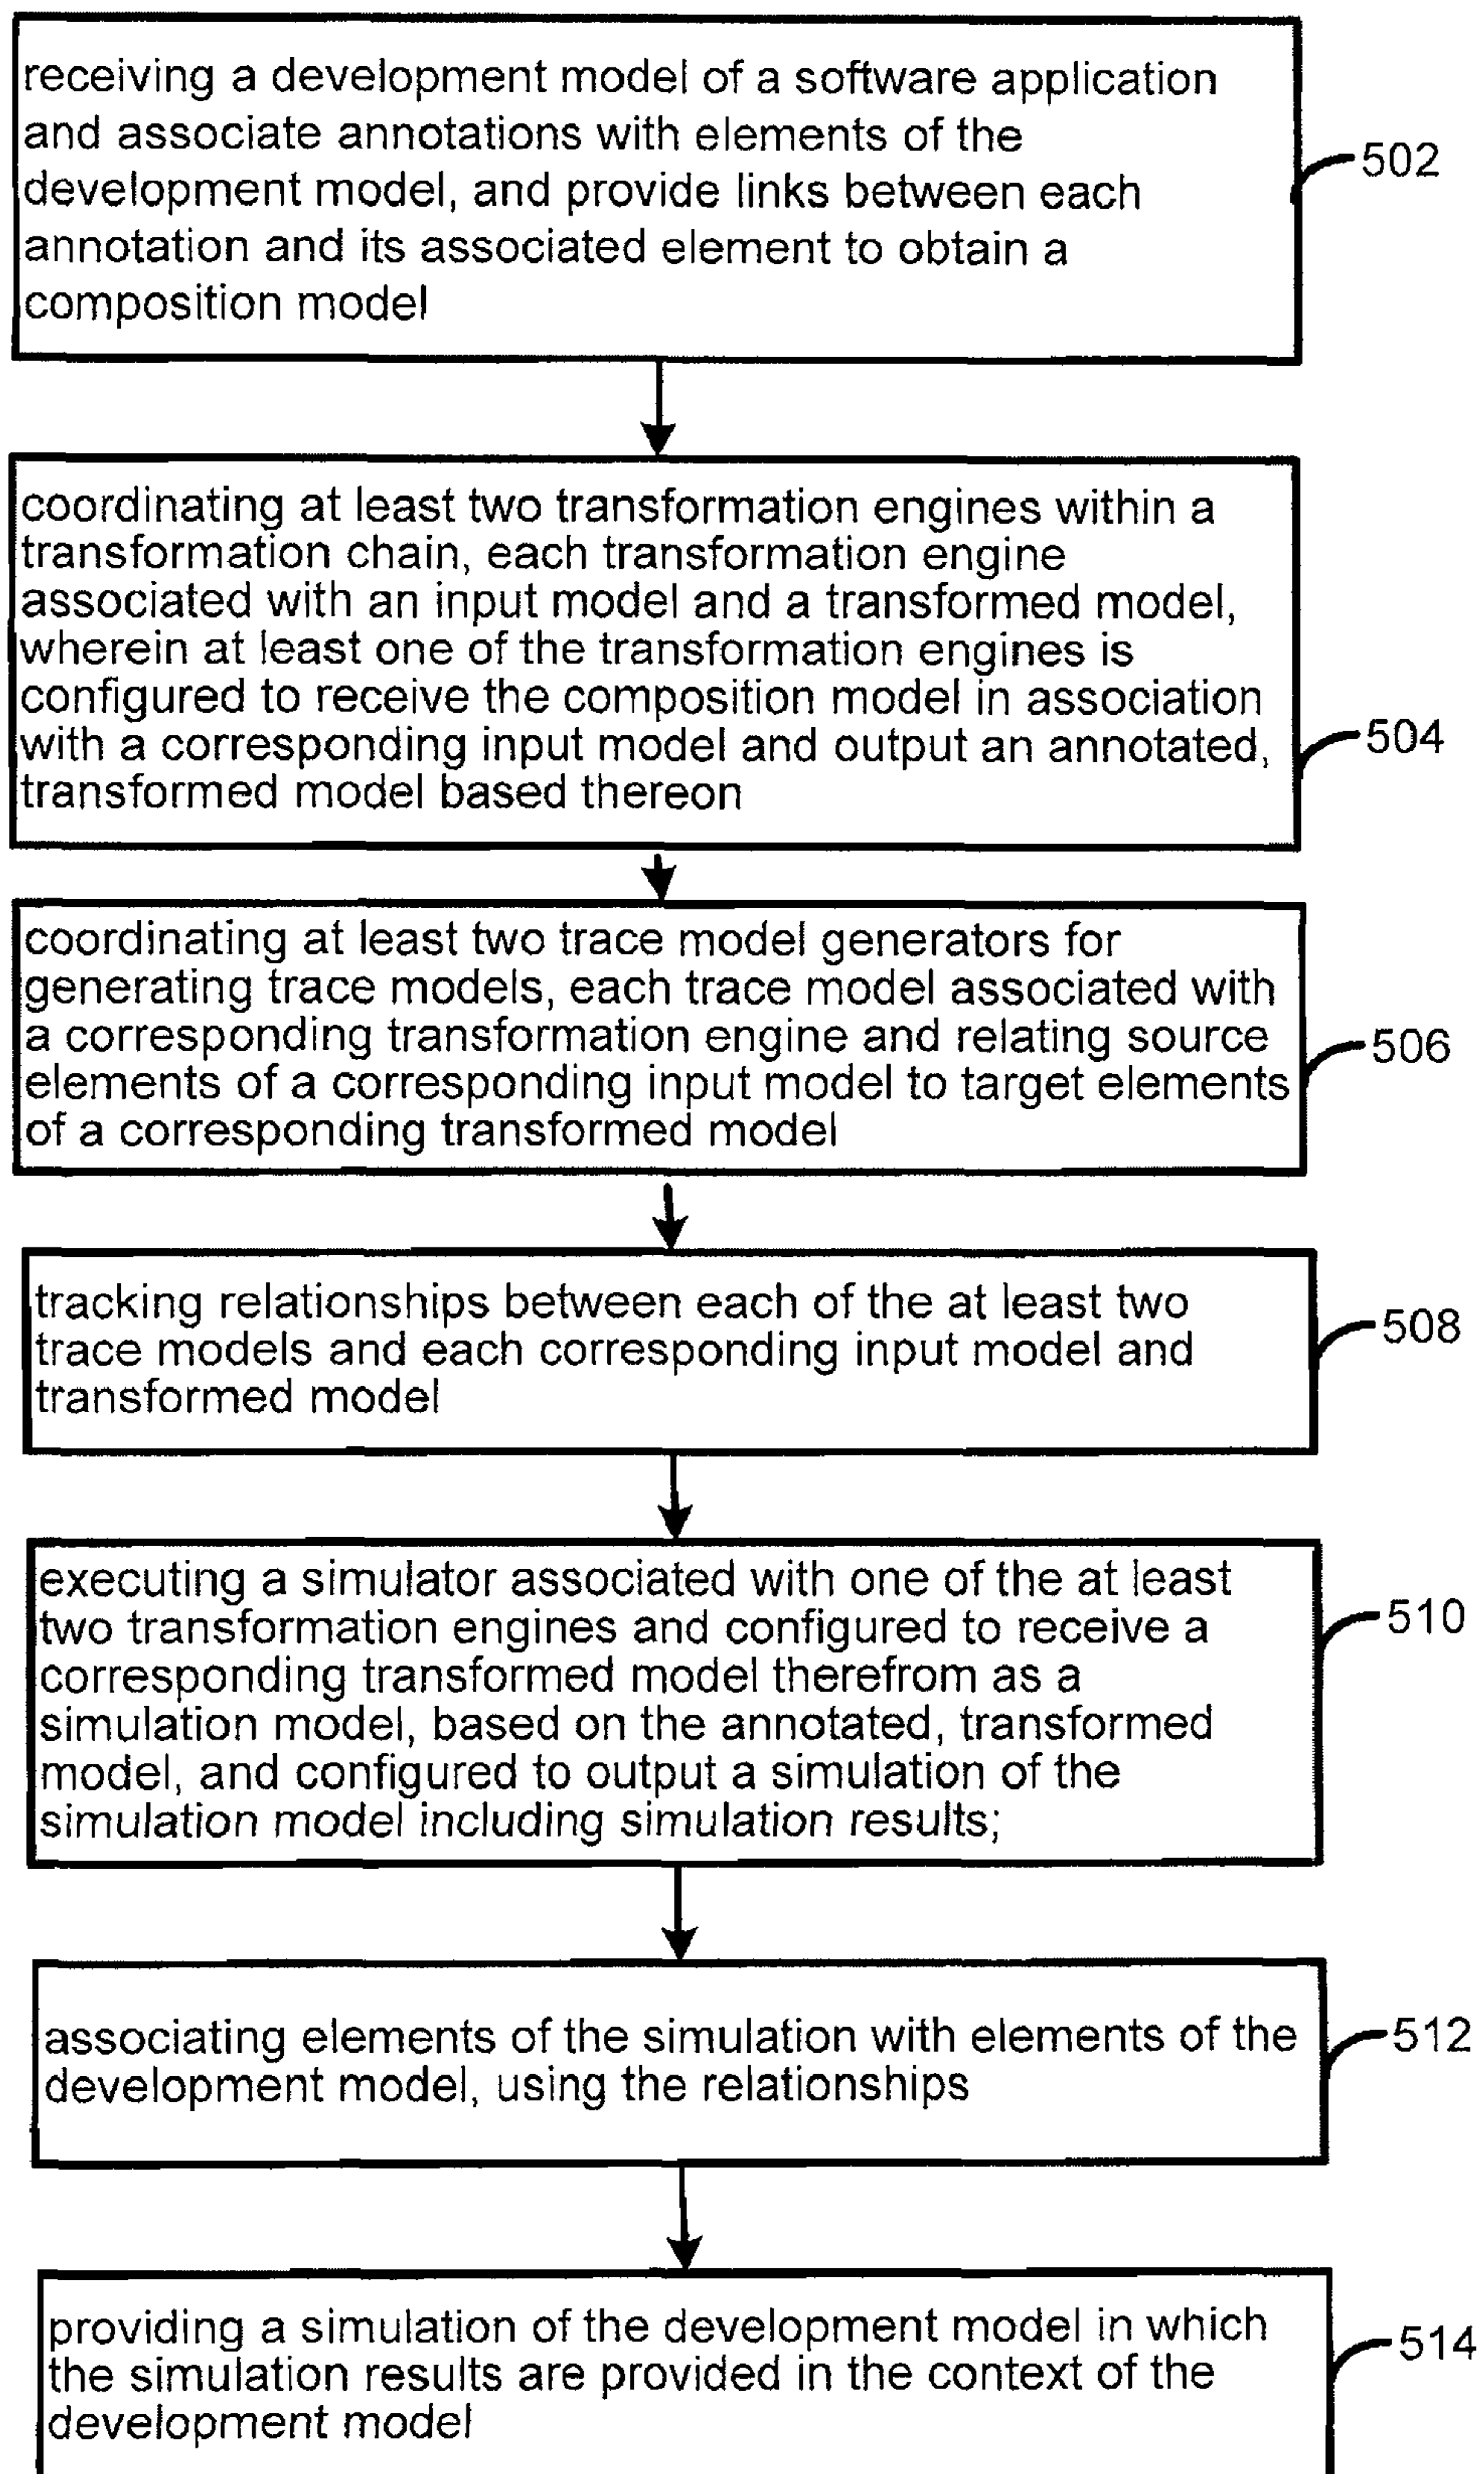 receiving a development model of a software application
and associate annotations with elements of the
development model, and provide links between each
annotation and its associated element to obtain a
composition model
502
coordinating at least two transformation engines within a
transformation chain, each transformation engine
associated with an input model and a transformed model,
wherein at least one of the transformation engines is
configured to receive the composition model in association
with a corresponding input model and output an annotated,
transformed model based thereon
504
coordinating at least two trace model generators for
generating trace models, each trace model associated with
a corresponding transformation engine and relating source
elements of a corresponding input model to target elements
of a corresponding transformed model
506
tracking relationships between each of the at least two
trace models and each corresponding input model and
transformed model
508
executing a simulator associated with one of the at least
two transformation engines and configured to receive a
corresponding transformed model therefrom as a
simulation model, based on the annotated, transformed
model, and configured to output a simulation of the
simulation model including simulation results;
510
associating elements of the simulation with elements of the
development model, using the relationships
512
providing a simulation of the development model in which
the simulation results are provided in the context of the
development model
514